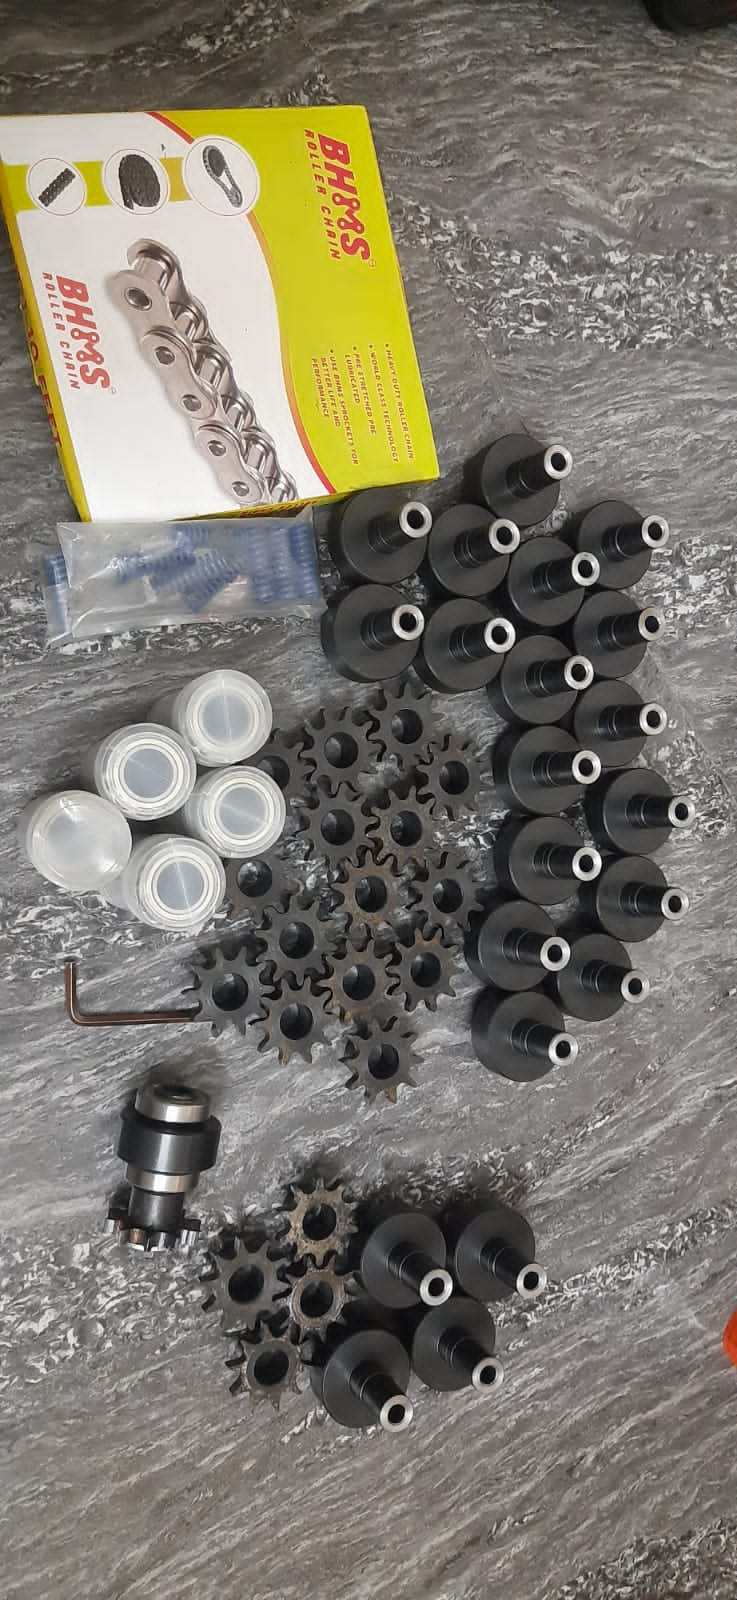 BHMS
ROLLER CHAIN
• HEAVY DUTY ROLLER CHAIN
• WORLD CLASS TECHNOLOGY
• PRE STRETCHED PRE
LUBRICATED
• USE BHMS SPROCKETS FOR
BETTER LIFE AND
PERFORMANCE
BHMS®
ROLLER CHAIN
10 FEET